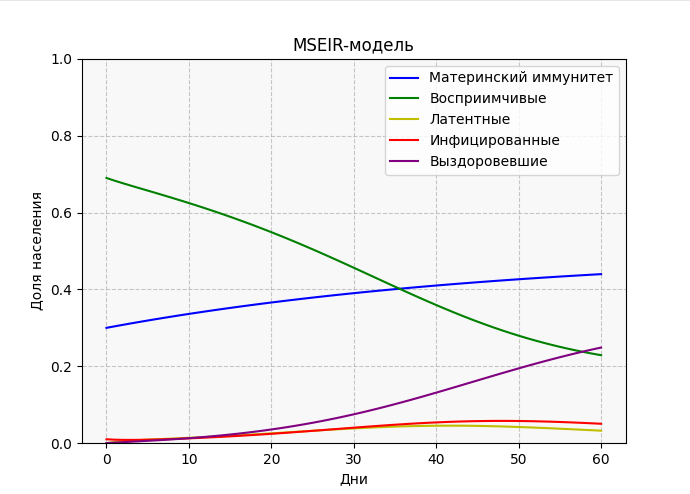 MSEIR-модель
1.0
0.8
0.6
0.4
0.2
0.0
Доля населения
Материнский иммунитет
Восприимчивые
Латентные
Инфицированные
Выздоровевшие
0 10 20 30 40 50 60
Дни